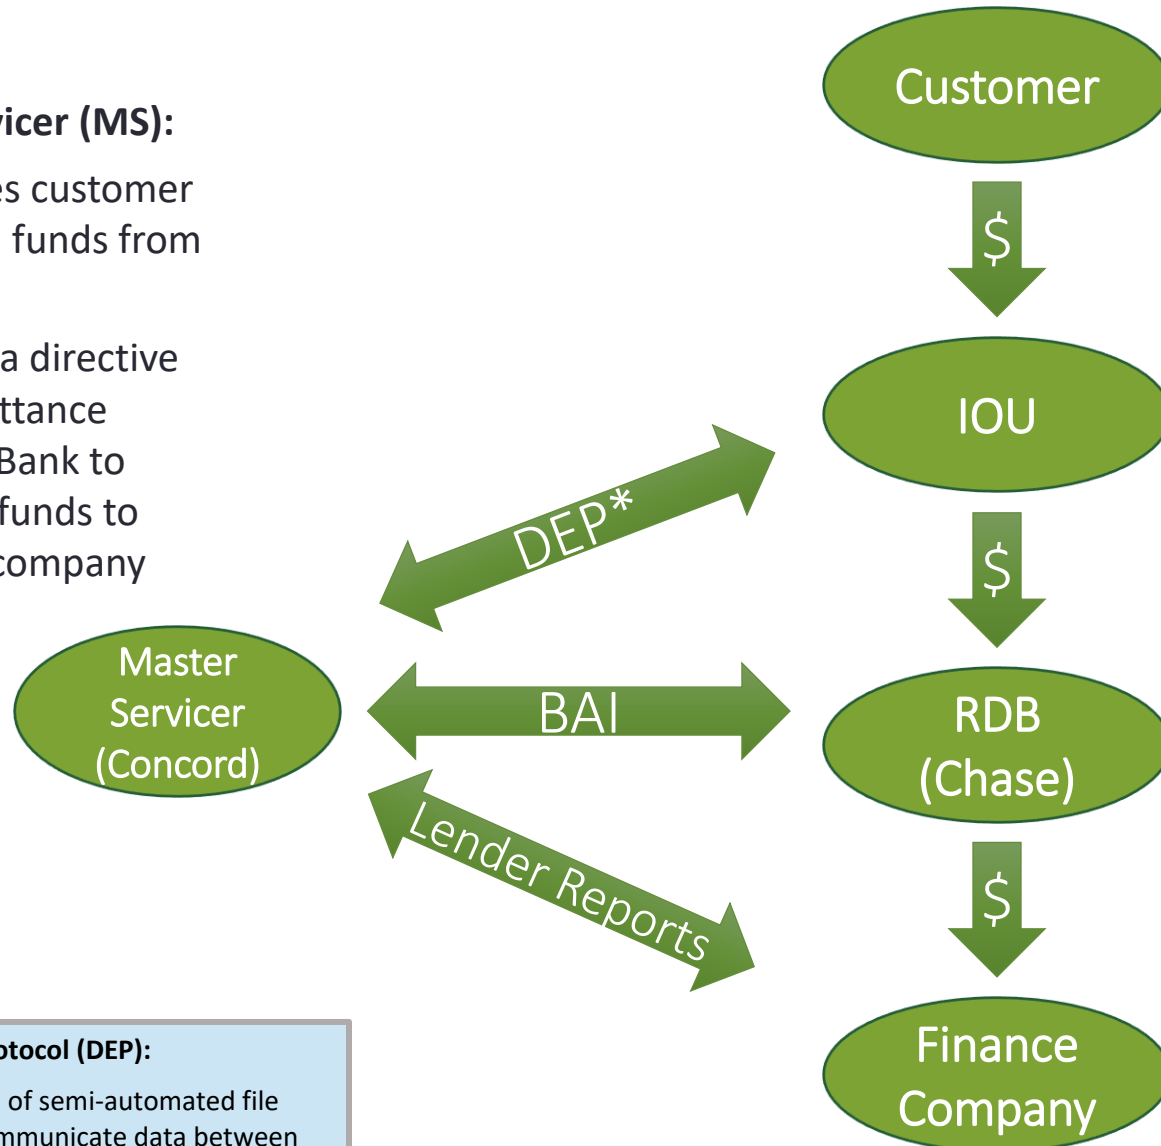 vicer (MS):
es customer
funds from
a directive
ttance
Bank to
funds to
company
Customer
$
IOU
$
RDB
(Chase)
$
Finance
Company
DEP*
BAI
Lender Reports
Master
Servicer
(Concord)
otocol (DEP):
of semi-automated file
mmunicate data between